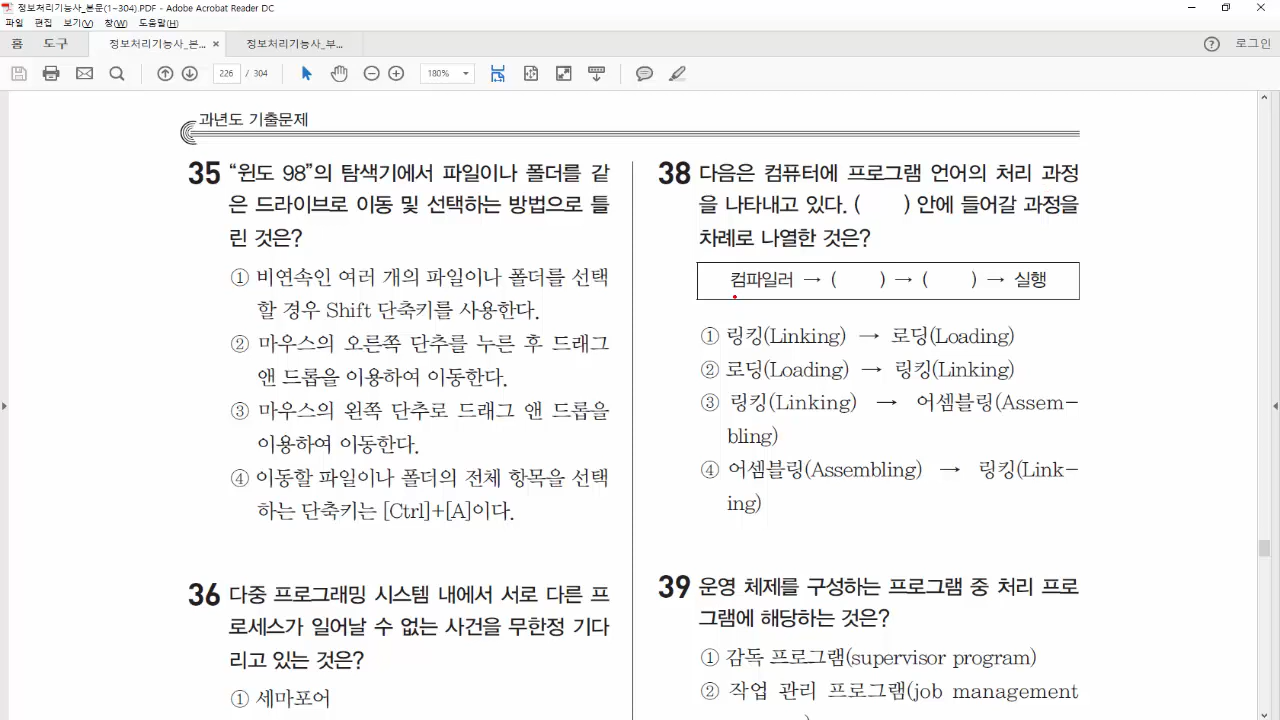 정보처리기능사_본문(1~304).PDF - Adobe Acrobat Reader DC
파일 편집 보기(V) 창(W) 도움말(H)
홈 도구 정보처리기능사_본... × 정보처리기능사_부... 로그인
226 / 304 180%
과년도 기출문제
35 “윈도 98”의 탐색기에서 파일이나 폴더를 같
은 드라이브로 이동 및 선택하는 방법으로 틀
린 것은?
① 비연속인 여러 개의 파일이나 폴더를 선택
할 경우 Shift 단축키를 사용한다.
② 마우스의 오른쪽 단추를 누른 후 드래그
앤 드롭을 이용하여 이동한다.
③ 마우스의 왼쪽 단추로 드래그 앤 드롭을
이용하여 이동한다.
④ 이동할 파일이나 폴더의 전체 항목을 선택
하는 단축키는 [Ctrl]+[A]이다.
36 다중 프로그래밍 시스템 내에서 서로 다른 프
로세스가 일어날 수 없는 사건을 무한정 기다
리고 있는 것은?
① 세마포어
38 다음은 컴퓨터에 프로그램 언어의 처리 과정
을 나타내고 있다. ( ) 안에 들어갈 과정을
차례로 나열한 것은?
컴파일러 → ( ) → ( ) → 실행
① 링킹(Linking) → 로딩(Loading)
② 로딩(Loading) → 링킹(Linking)
③ 링킹(Linking) → 어셈블링(Assem-
bling)
④ 어셈블링(Assembling) → 링킹(Link-
ing)
39 운영 체제를 구성하는 프로그램 중 처리 프로
그램에 해당하는 것은?
① 감독 프로그램(supervisor program)
② 작업 관리 프로그램(job management